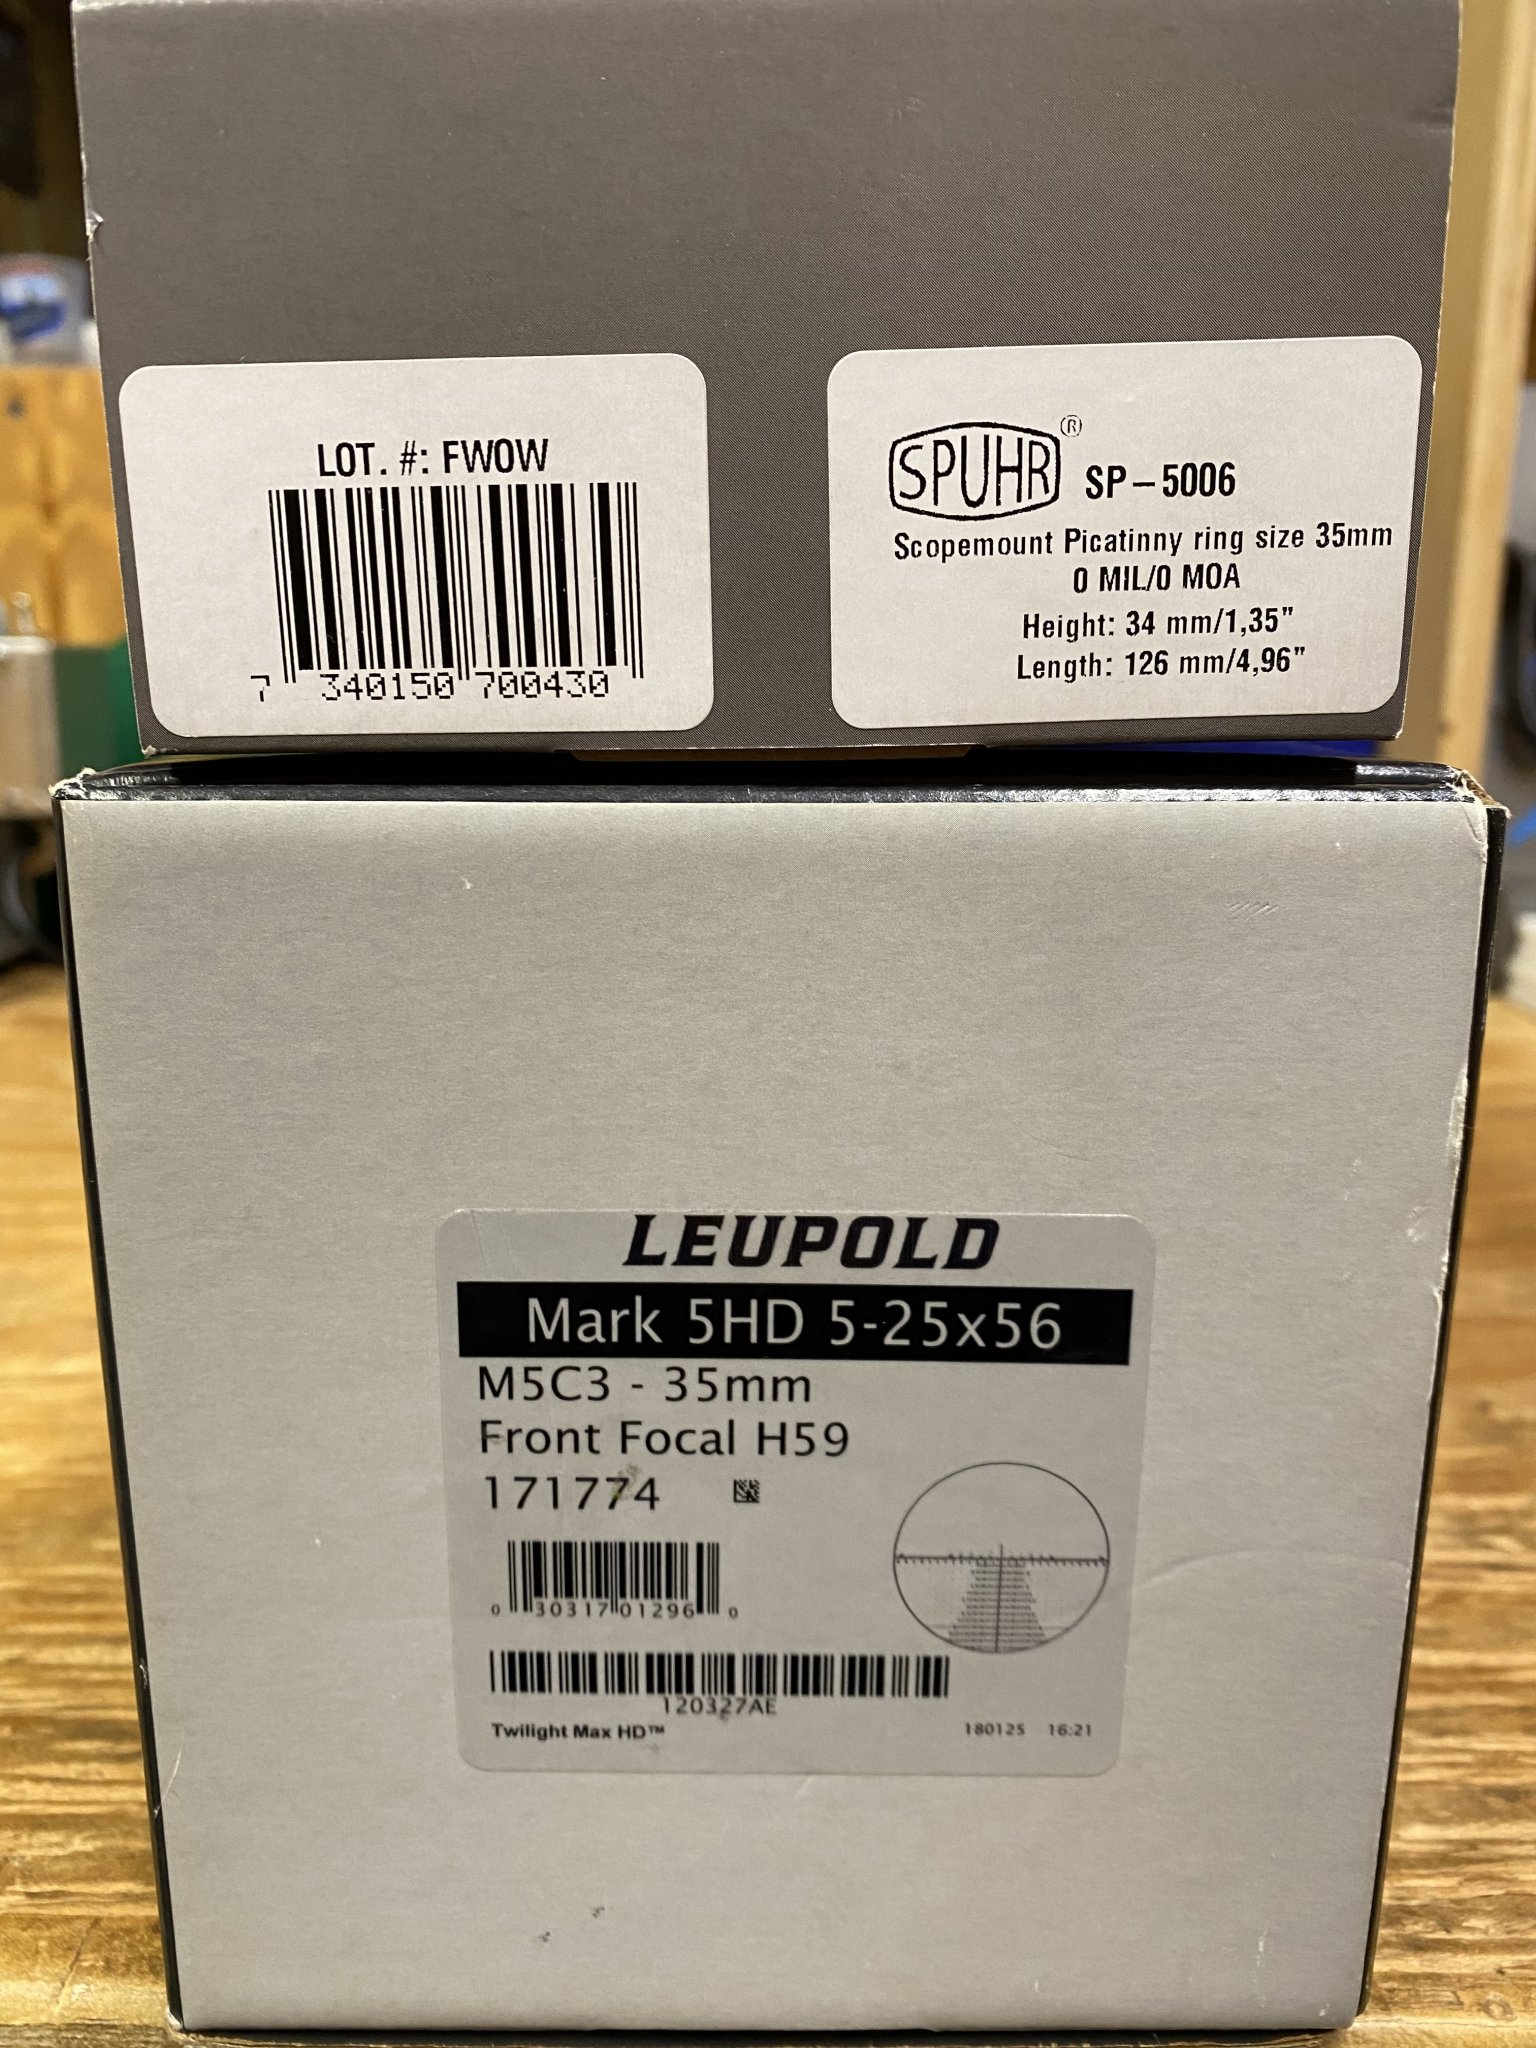 LOT. #: FWOW
7 340150 700430
SPUHR® SP-5006
Scopemount Picatinny ring size 35mm
0 MIL/0 MOA
Height: 34 mm/1,35"
Length: 126 mm/4,96"
LEUPOLD
Mark 5HD 5-25x56
M5C3 - 35mm
Front Focal H59
171774
0 30317 01296 0
120327AE
Twilight Max HD™ 180125 16:21